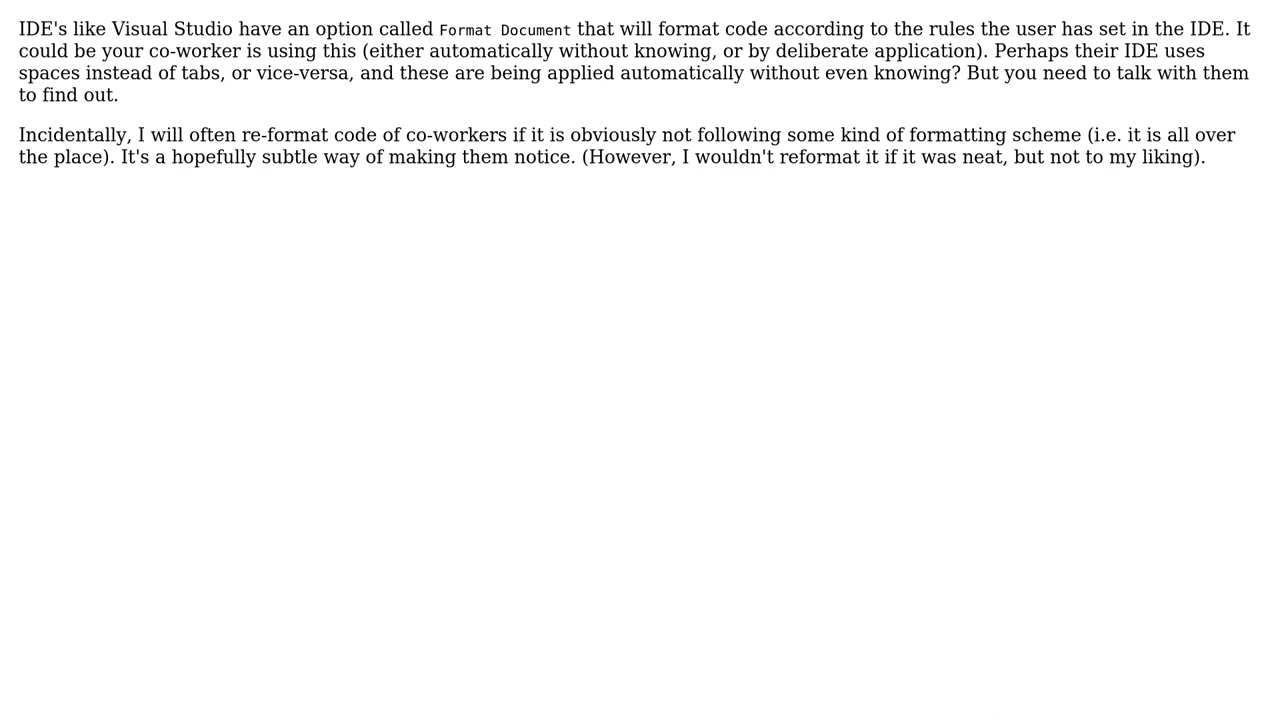 IDE's like Visual Studio have an option called Format Document that will format code according to the rules the user has set in the IDE. It
could be your co-worker is using this (either automatically without knowing, or by deliberate application). Perhaps their IDE uses
spaces instead of tabs, or vice-versa, and these are being applied automatically without even knowing? But you need to talk with them
to find out.
Incidentally, I will often re-format code of co-workers if it is obviously not following some kind of formatting scheme (i.e. it is all over
the place). It's a hopefully subtle way of making them notice. (However, I wouldn't reformat it if it was neat, but not to my liking).